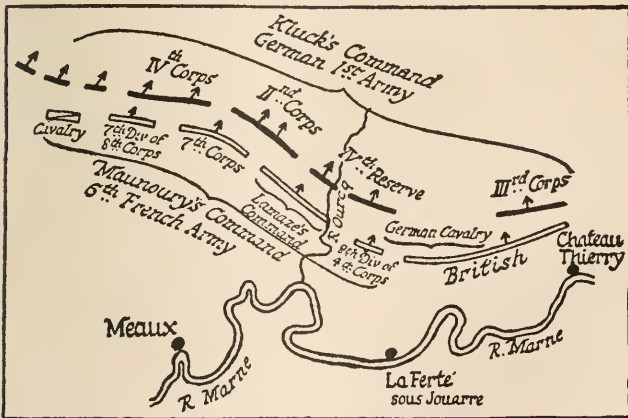 Kluck's Command
German 1st Army
IVth Corps
IInd Corps
IVth Reserve
IIIrd Corps
Cavalry
7th Div of
8th Corps
7th Corps
Lamaze's
Command
R. Ourcq
Maunoury's Command
6th French Army
8th Div of
4th Corps
German Cavalry
British
Chateau
Thierry
Meaux
R. Marne
La Ferté
sous Jouarre
R. Marne